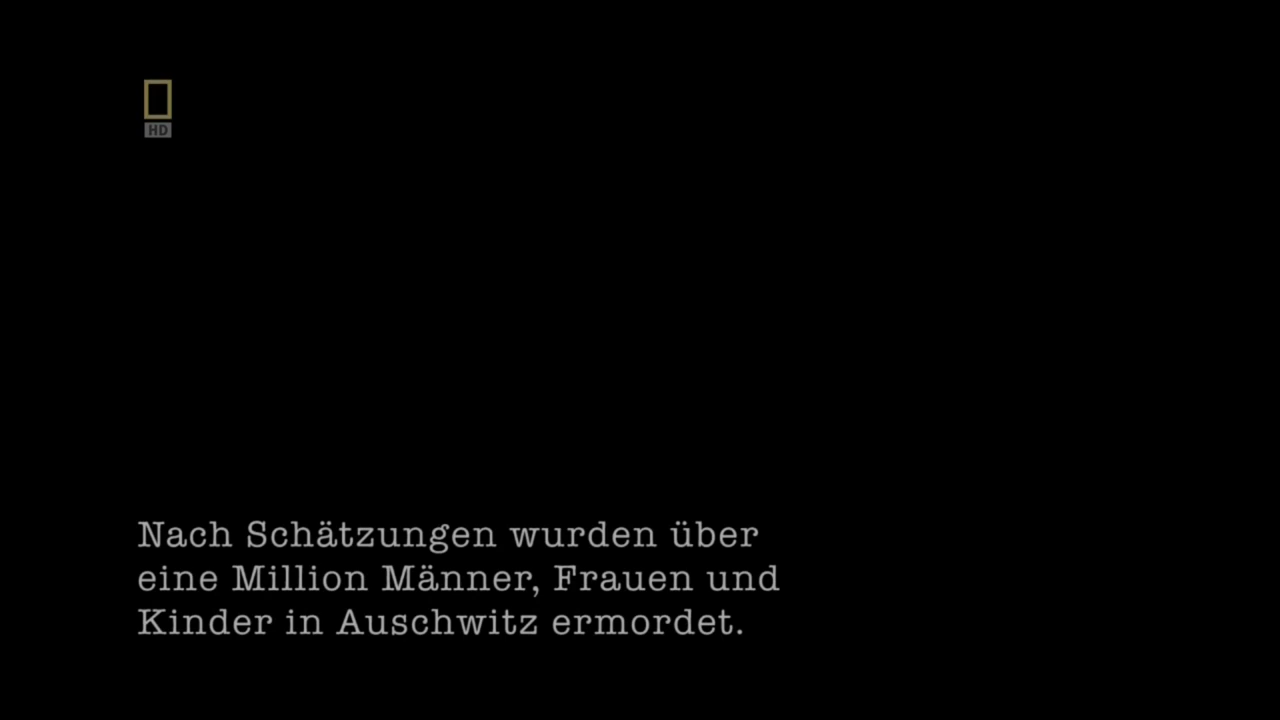 HD
Nach Schätzungen wurden über
eine Million Männer, Frauen und
Kinder in Auschwitz ermordet.